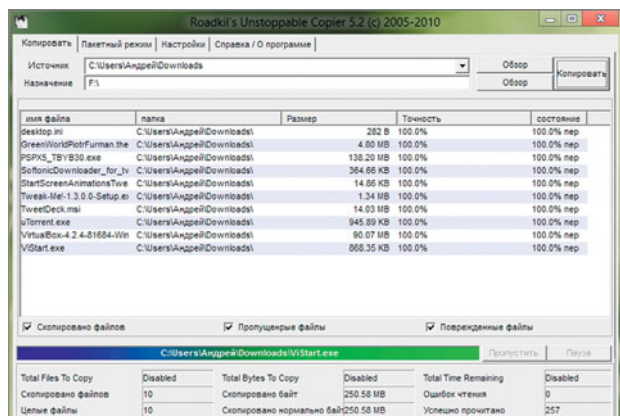 Roadkil's Unstoppable Copier 5.2 (c) 2005-2010
Копировать Пакетный режим Настройки Справка / О программе
Источник C:\Users\Андрей\Downloads Обзор
Копировать
Назначение F:\ Обзор
имя файла папка Размер Точность состояние
desktop.ini C:\Users\Андрей\Downloads\ 282 B 100.0% 100.0% пер
GreenWorldPiotrFurman.the C:\Users\Андрей\Downloads\ 4.80 MB 100.0% 100.0% пер
PSPX5_TBYB30.exe C:\Users\Андрей\Downloads\ 138.20 MB 100.0% 100.0% пер
SoftonicDownloader_for_tv C:\Users\Андрей\Downloads\ 364.66 KB 100.0% 100.0% пер
StartScreenAnimationsTwe C:\Users\Андрей\Downloads\ 14.86 KB 100.0% 100.0% пер
Tweak-Me!-1.3.0.0-Setup.e C:\Users\Андрей\Downloads\ 1.34 MB 100.0% 100.0% пер
TweetDeck.msi C:\Users\Андрей\Downloads\ 14.03 MB 100.0% 100.0% пер
uTorrent.exe C:\Users\Андрей\Downloads\ 945.89 KB 100.0% 100.0% пер
VirtualBox-4.2.4-81684-Win C:\Users\Андрей\Downloads\ 90.07 MB 100.0% 100.0% пер
ViStart.exe C:\Users\Андрей\Downloads\ 868.35 KB 100.0% 100.0% пер
Скопировано файлов Пропущенрые файлы Поврежденные файлы
C:\Users\Андрей\Downloads\ViStart.exe Пропустить Пауза
Total Files To Copy Disabled Total Bytes To Copy Disabled Total Time Remaining Disabled
Скопировано файлов 10 Скопировано байт 250.58 MB Ошибок чтения 0
Целые файлы 10 Скопировано нормально байт 250.58 MB Успешно прочитано 257